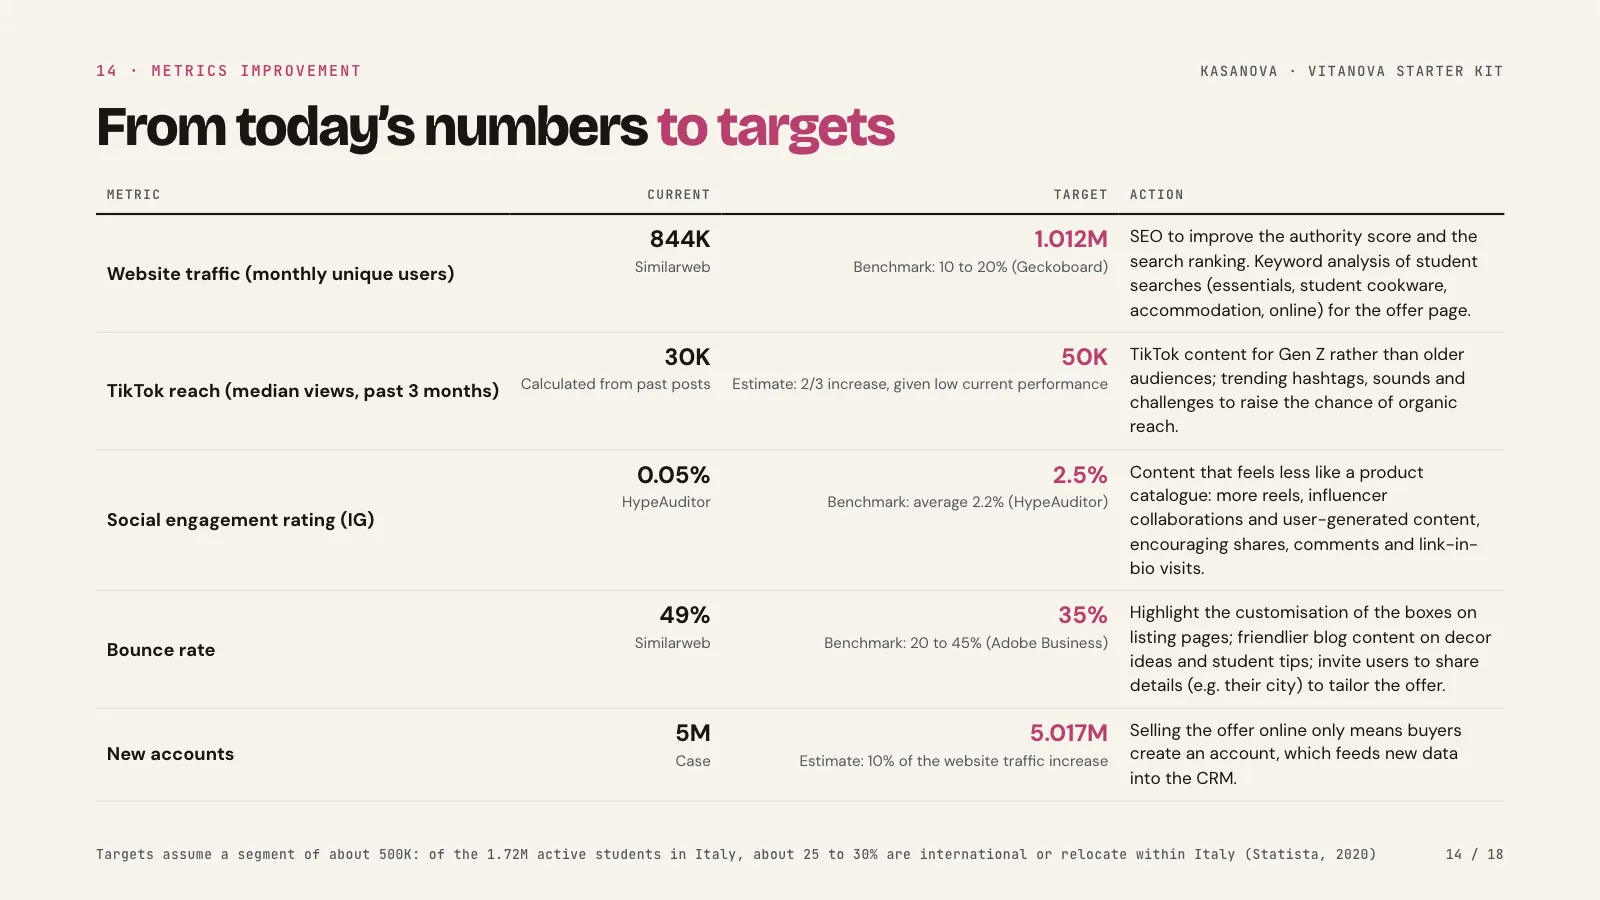 14 · METRICS IMPROVEMENT
KASANOVA · VITANOVA STARTER KIT
From today’s numbers to targets
METRIC CURRENT TARGET ACTION
Website traffic (monthly unique users)
844K
Similarweb
1.012M
Benchmark: 10 to 20% (Geckoboard)
SEO to improve the authority score and the
search ranking. Keyword analysis of student
searches (essentials, student cookware,
accommodation, online) for the offer page.
TikTok reach (median views, past 3 months)
30K
Calculated from past posts
50K
Estimate: 2/3 increase, given low current performance
TikTok content for Gen Z rather than older
audiences; trending hashtags, sounds and
challenges to raise the chance of organic
reach.
Social engagement rating (IG)
0.05%
HypeAuditor
2.5%
Benchmark: average 2.2% (HypeAuditor)
Content that feels less like a product
catalogue: more reels, influencer
collaborations and user-generated content,
encouraging shares, comments and link-in-
bio visits.
Bounce rate
49%
Similarweb
35%
Benchmark: 20 to 45% (Adobe Business)
Highlight the customisation of the boxes on
listing pages; friendlier blog content on decor
ideas and student tips; invite users to share
details (e.g. their city) to tailor the offer.
New accounts
5M
Case
5.017M
Estimate: 10% of the website traffic increase
Selling the offer online only means buyers
create an account, which feeds new data
into the CRM.
Targets assume a segment of about 500K: of the 1.72M active students in Italy, about 25 to 30% are international or relocate within Italy (Statista, 2020)
14 / 18